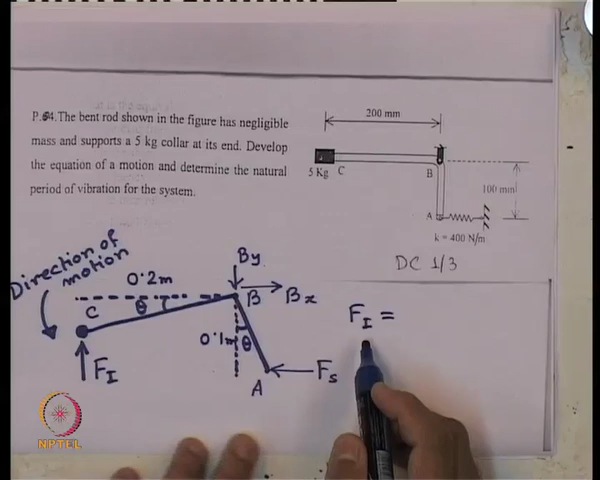 P.54.The bent rod shown in the figure has negligible
mass and supports a 5 kg collar at its end. Develop
the equation of a motion and determine the natural
period of vibration for the system.
200 mm
5 Kg C
B
100 mm
A
k = 400 N/m
DC 1/3
Direction of
motion
0.2m
By
B
Bx
C
θ
0.1m
θ
FI
A
Fs
FI =
NPTEL